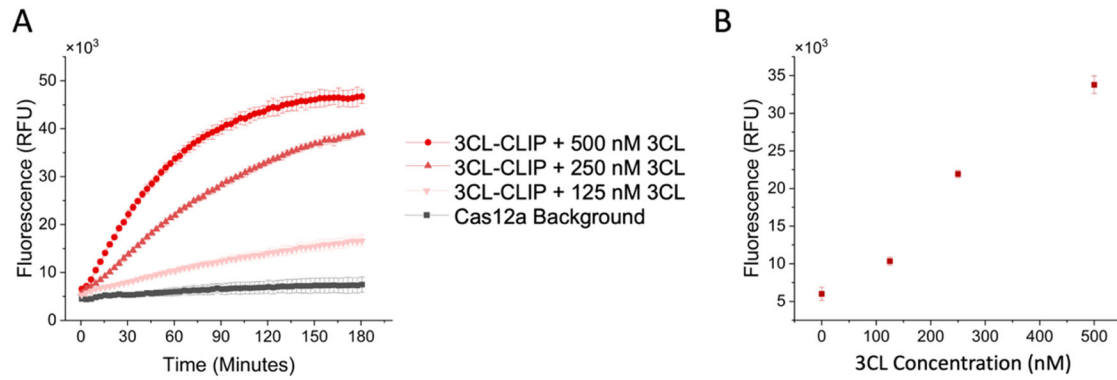 A
×10³
50
40
30
20
10
0
Fluorescence (RFU)
0 30 60 90 120 150 180
Time (Minutes)
3CL-CLIP + 500 nM 3CL
3CL-CLIP + 250 nM 3CL
3CL-CLIP + 125 nM 3CL
Cas12a Background
B
×10³
35
30
25
20
15
10
5
Fluorescence (RFU)
0 100 200 300 400 500
3CL Concentration (nM)